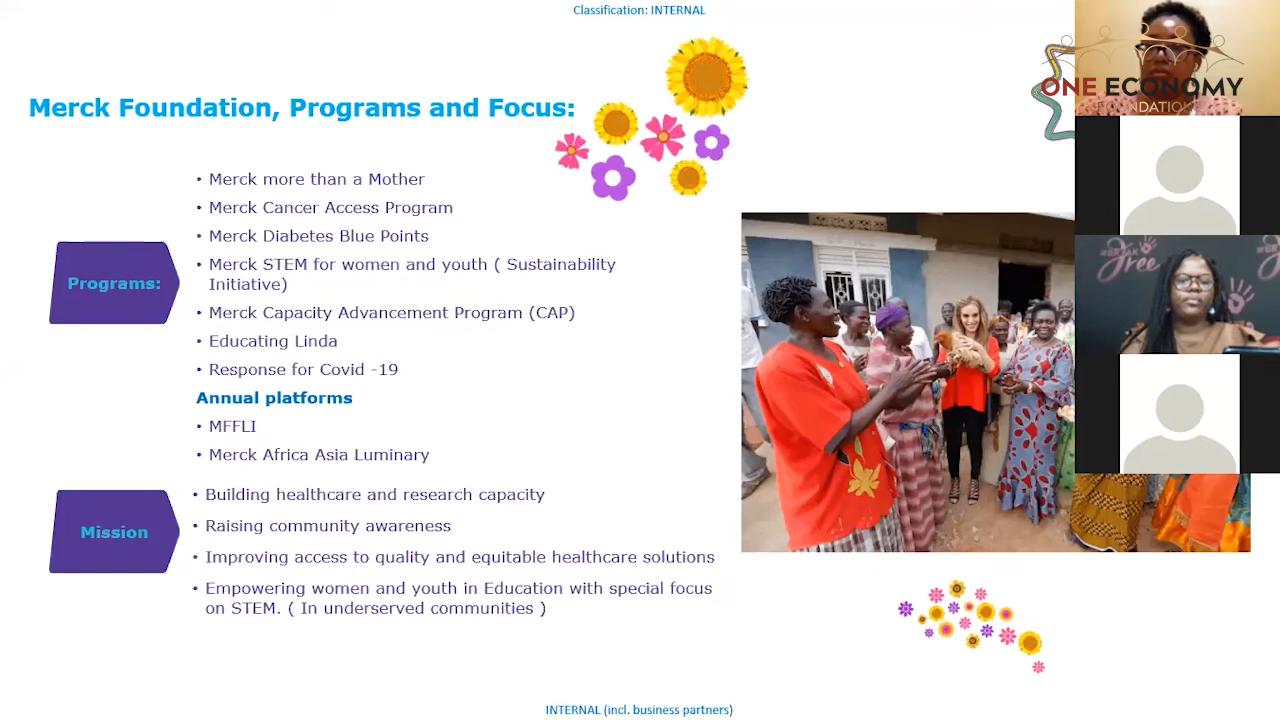 Classification: INTERNAL
Merck Foundation, Programs and Focus:
Programs:
• Merck more than a Mother
• Merck Cancer Access Program
• Merck Diabetes Blue Points
• Merck STEM for women and youth ( Sustainability
Initiative)
• Merck Capacity Advancement Program (CAP)
• Educating Linda
• Response for Covid -19
Annual platforms
• MFFLI
• Merck Africa Asia Luminary
Mission
• Building healthcare and research capacity
• Raising community awareness
• Improving access to quality and equitable healthcare solutions
• Empowering women and youth in Education with special focus
on STEM. ( In underserved communities )
INTERNAL (incl. business partners)
ONE ECONOMY
FOUNDATION
#BREAK
Free